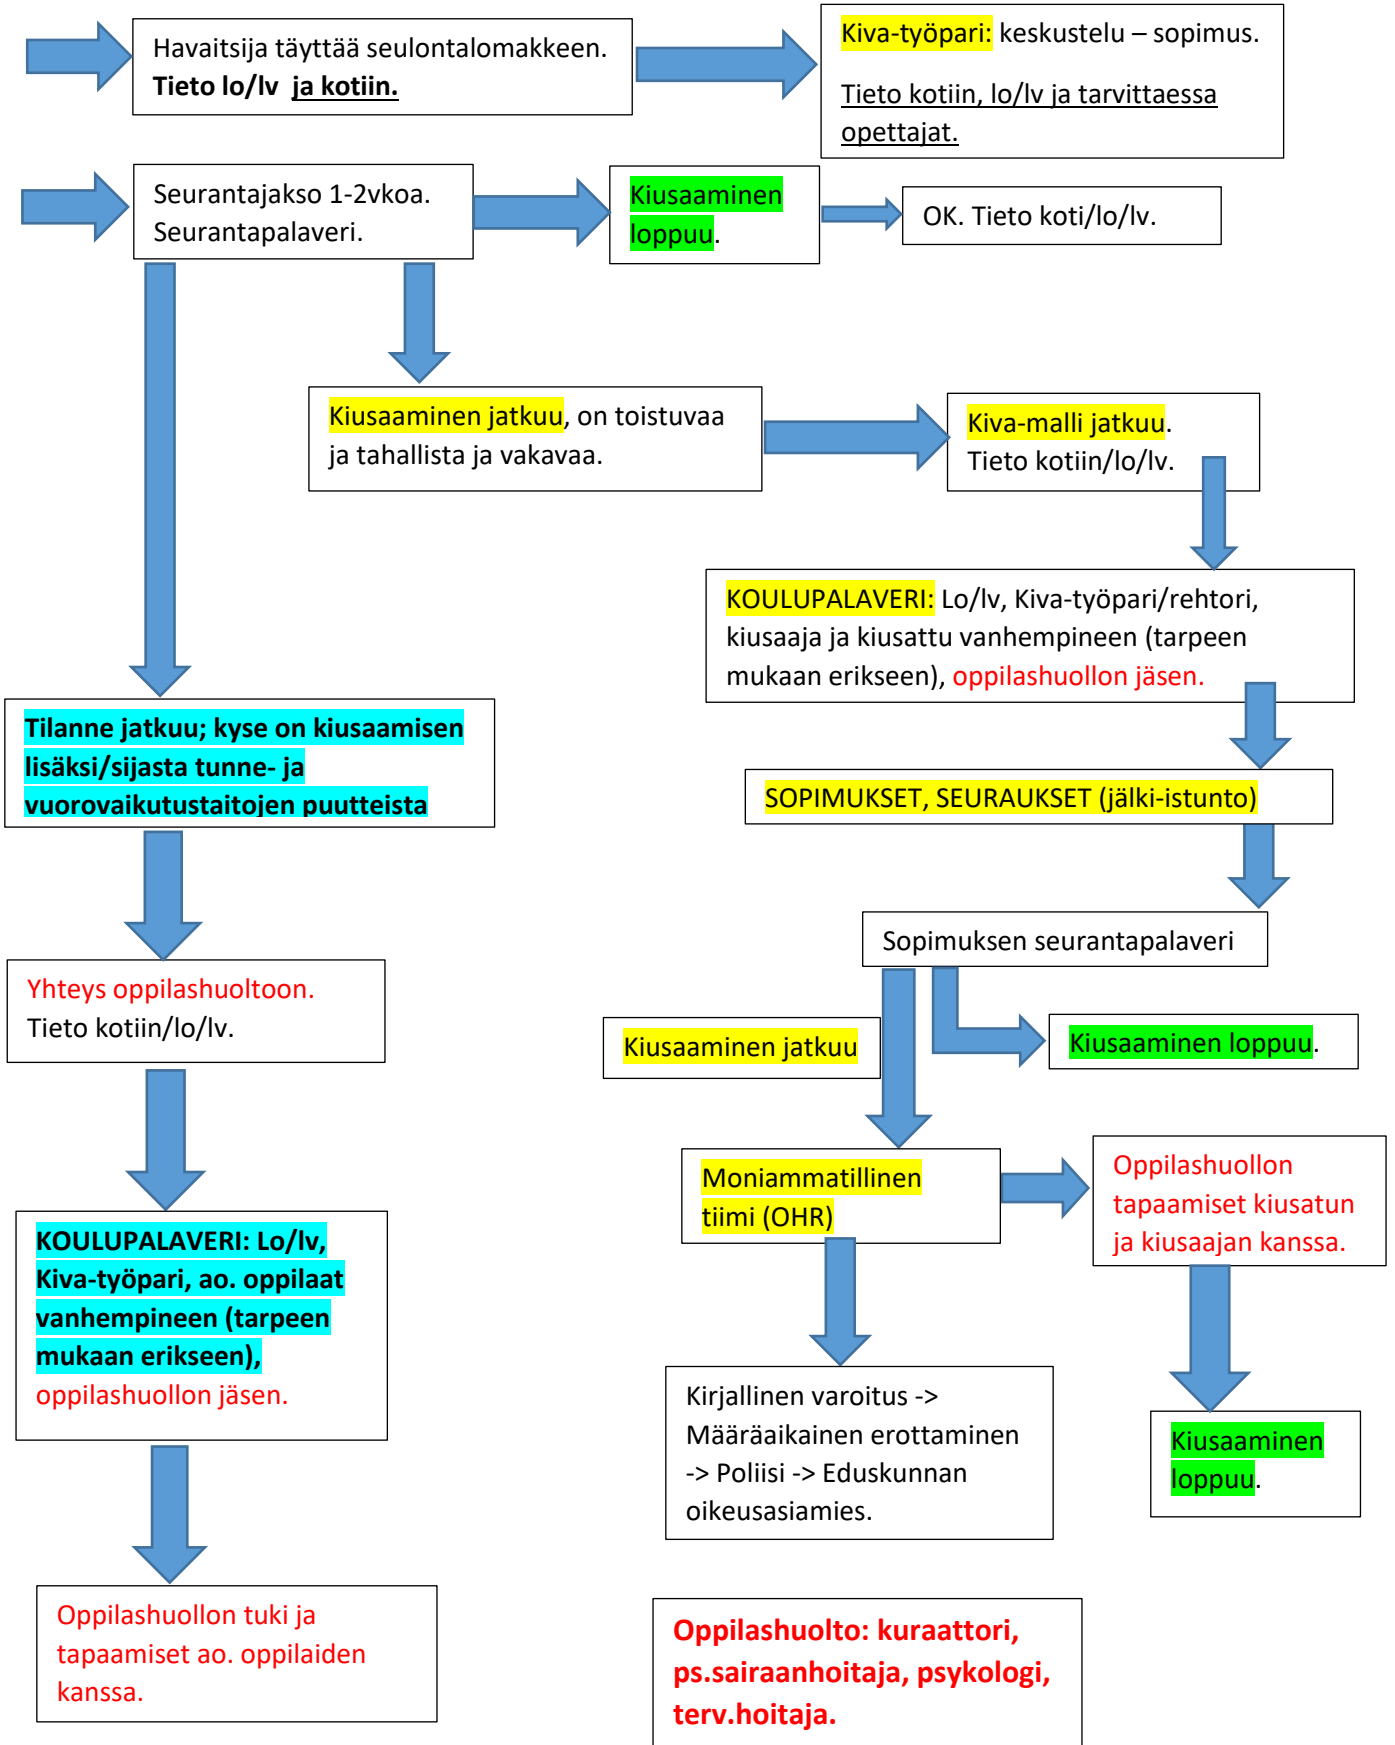 Havaitsija täyttää seulontalomakkeen.
Tieto lo/lv  ja kotiin.
Kiva-työpari: keskustelu – sopimus.
Tieto kotiin, lo/lv ja tarvittaessa
opettajat.
Seurantajakso 1-2vkoa.
Seurantapalaveri.
Kiusaaminen
loppuu.
OK. Tieto koti/lo/lv.
Kiusaaminen jatkuu, on toistuvaa
ja tahallista ja vakavaa.
Kiva-malli jatkuu.
Tieto kotiin/lo/lv.
KOULUPALAVERI: Lo/lv, Kiva-työpari/rehtori,
kiusaaja ja kiusattu vanhempineen (tarpeen
mukaan erikseen), oppilashuollon jäsen.
Tilanne jatkuu; kyse on kiusaamisen
lisäksi/sijasta tunne- ja
vuorovaikutustaitojen puutteista
SOPIMUKSET, SEURAUKSET (jälki-istunto)
Sopimuksen seurantapalaveri
Yhteys oppilashuoltoon.
Tieto kotiin/lo/lv.
Kiusaaminen jatkuu
Kiusaaminen loppuu.
Moniammatillinen
tiimi (OHR)
Oppilashuollon
tapaamiset kiusatun
ja kiusaajan kanssa.
KOULUPALAVERI: Lo/lv,
Kiva-työpari, ao. oppilaat
vanhempineen (tarpeen
mukaan erikseen),
oppilashuollon jäsen.
Kirjallinen varoitus ->
Määräaikainen erottaminen
-> Poliisi -> Eduskunnan
oikeusasiamies.
Kiusaaminen
loppuu.
Oppilashuollon tuki ja
tapaamiset ao. oppilaiden
kanssa.
Oppilashuolto: kuraattori,
ps.sairaanhoitaja, psykologi,
terv.hoitaja.